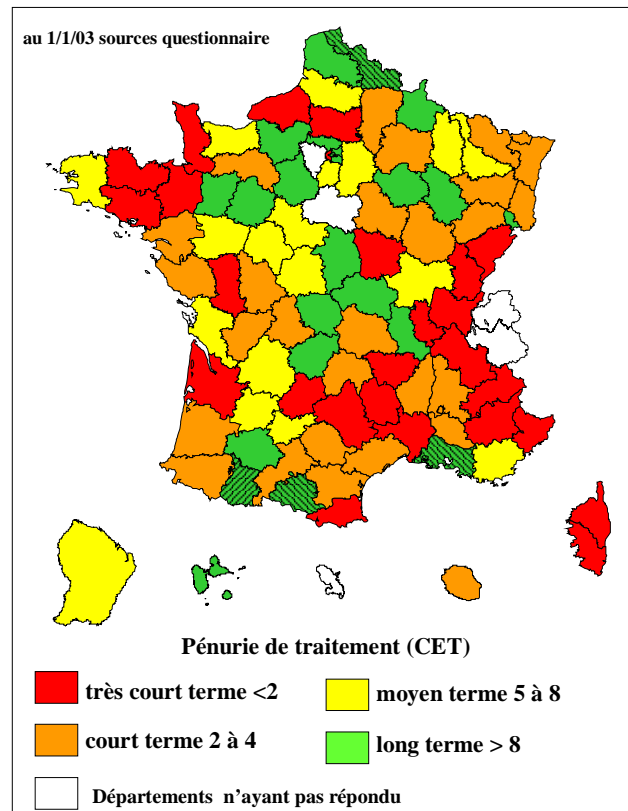 au 1/1/03 sources questionnaire
Pénurie de traitement (CET)
très court terme <2
moyen terme 5 à 8
court terme 2 à 4
long terme > 8
Départements n'ayant pas répondu